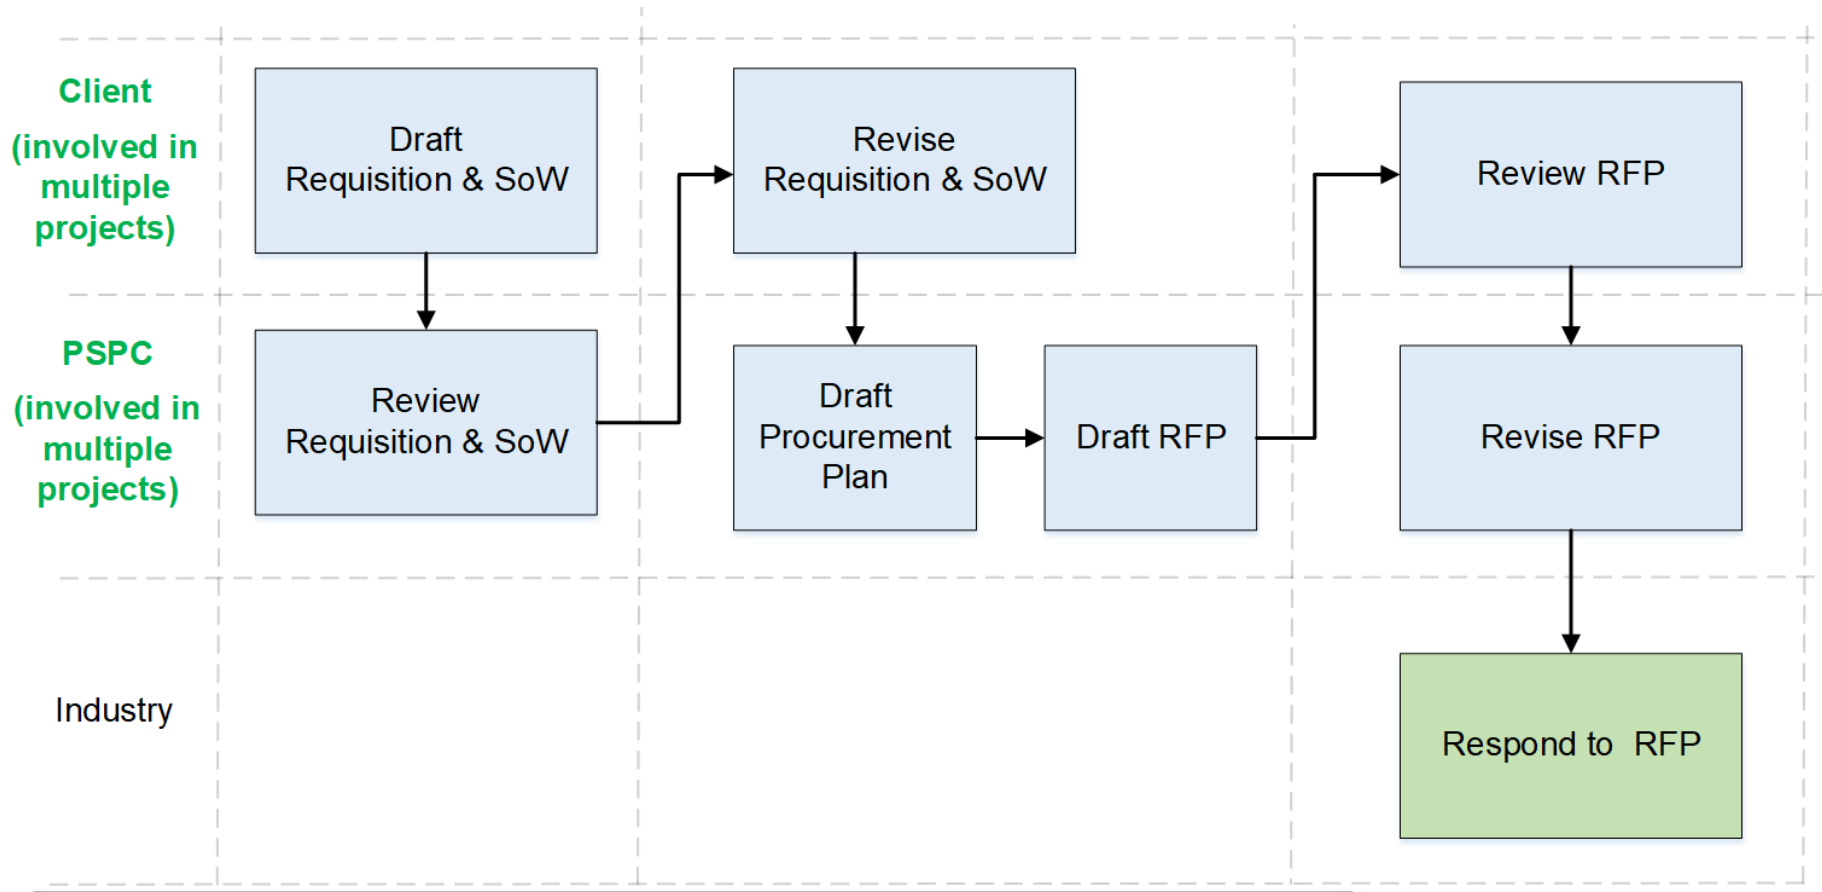 Client
(involved in
multiple
projects)
Draft
Requisition & SoW
Revise
Requisition & SoW
Review RFP
PSPC
(involved in
multiple
projects)
Review
Requisition & SoW
Draft
Procurement
Plan
Draft RFP
Revise RFP
Industry
Respond to  RFP